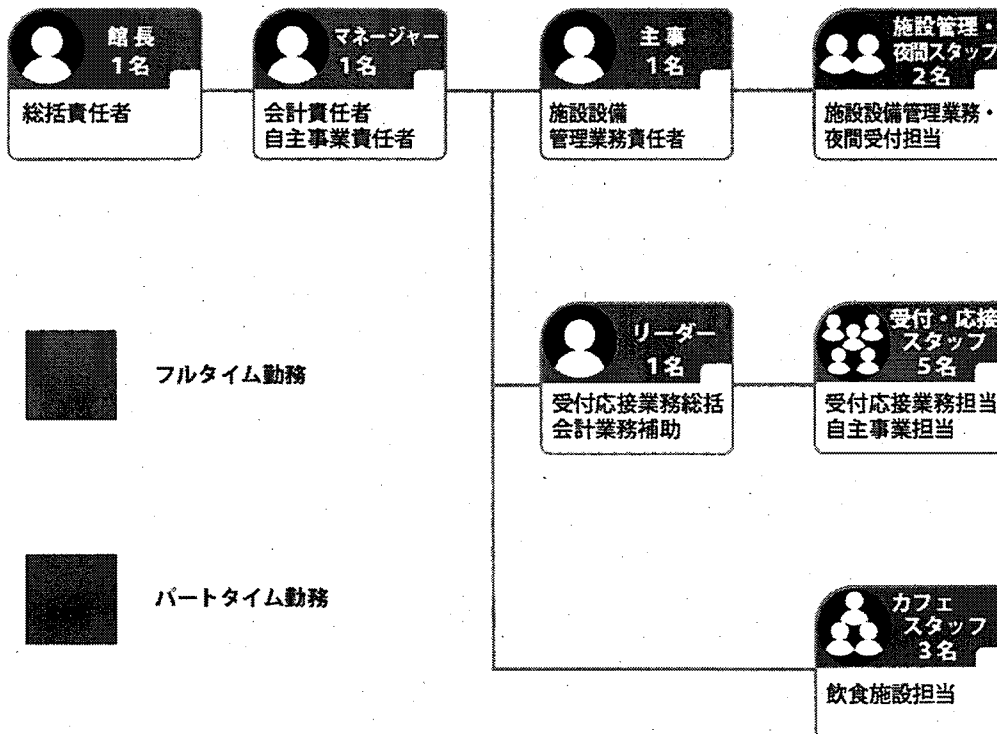 館長
1名
総括責任者
マネージャー
1名
会計責任者
自主事業責任者
主事
1名
施設設備
管理業務責任者
施設管理・
夜間スタッフ
2名
施設設備管理業務・
夜間受付担当
フルタイム勤務
リーダー
1名
受付応接業務総括
会計業務補助
受付・応接
スタッフ
5名
受付応接業務担当
自主事業担当
パートタイム勤務
カフェ
スタッフ
3名
飲食施設担当